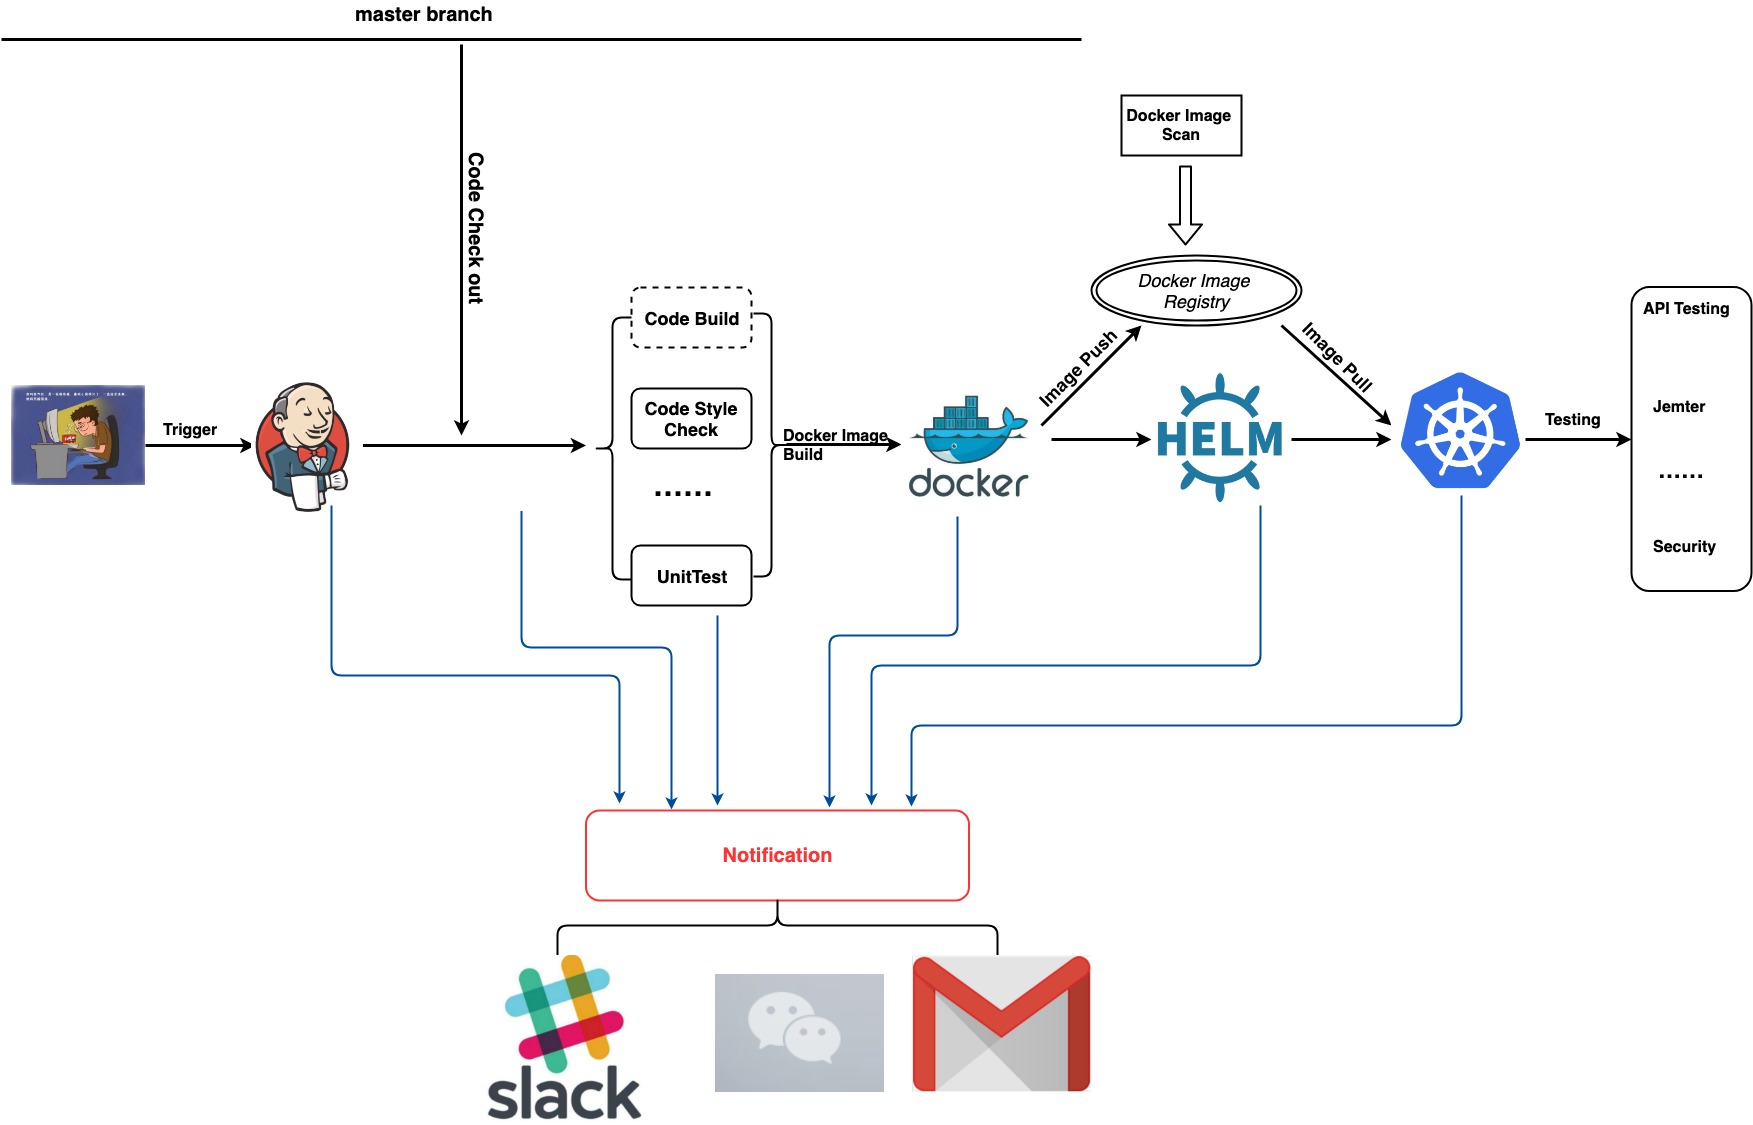 master branch
Code Check out
Docker Image
Scan
Docker Image
Registry
Image Push
Image Pull
Code Build
Code Style
Check
......
UnitTest
Trigger
Docker Image
Build
docker
HELM
Testing
API Testing
Jemter
......
Security
Notification
slack